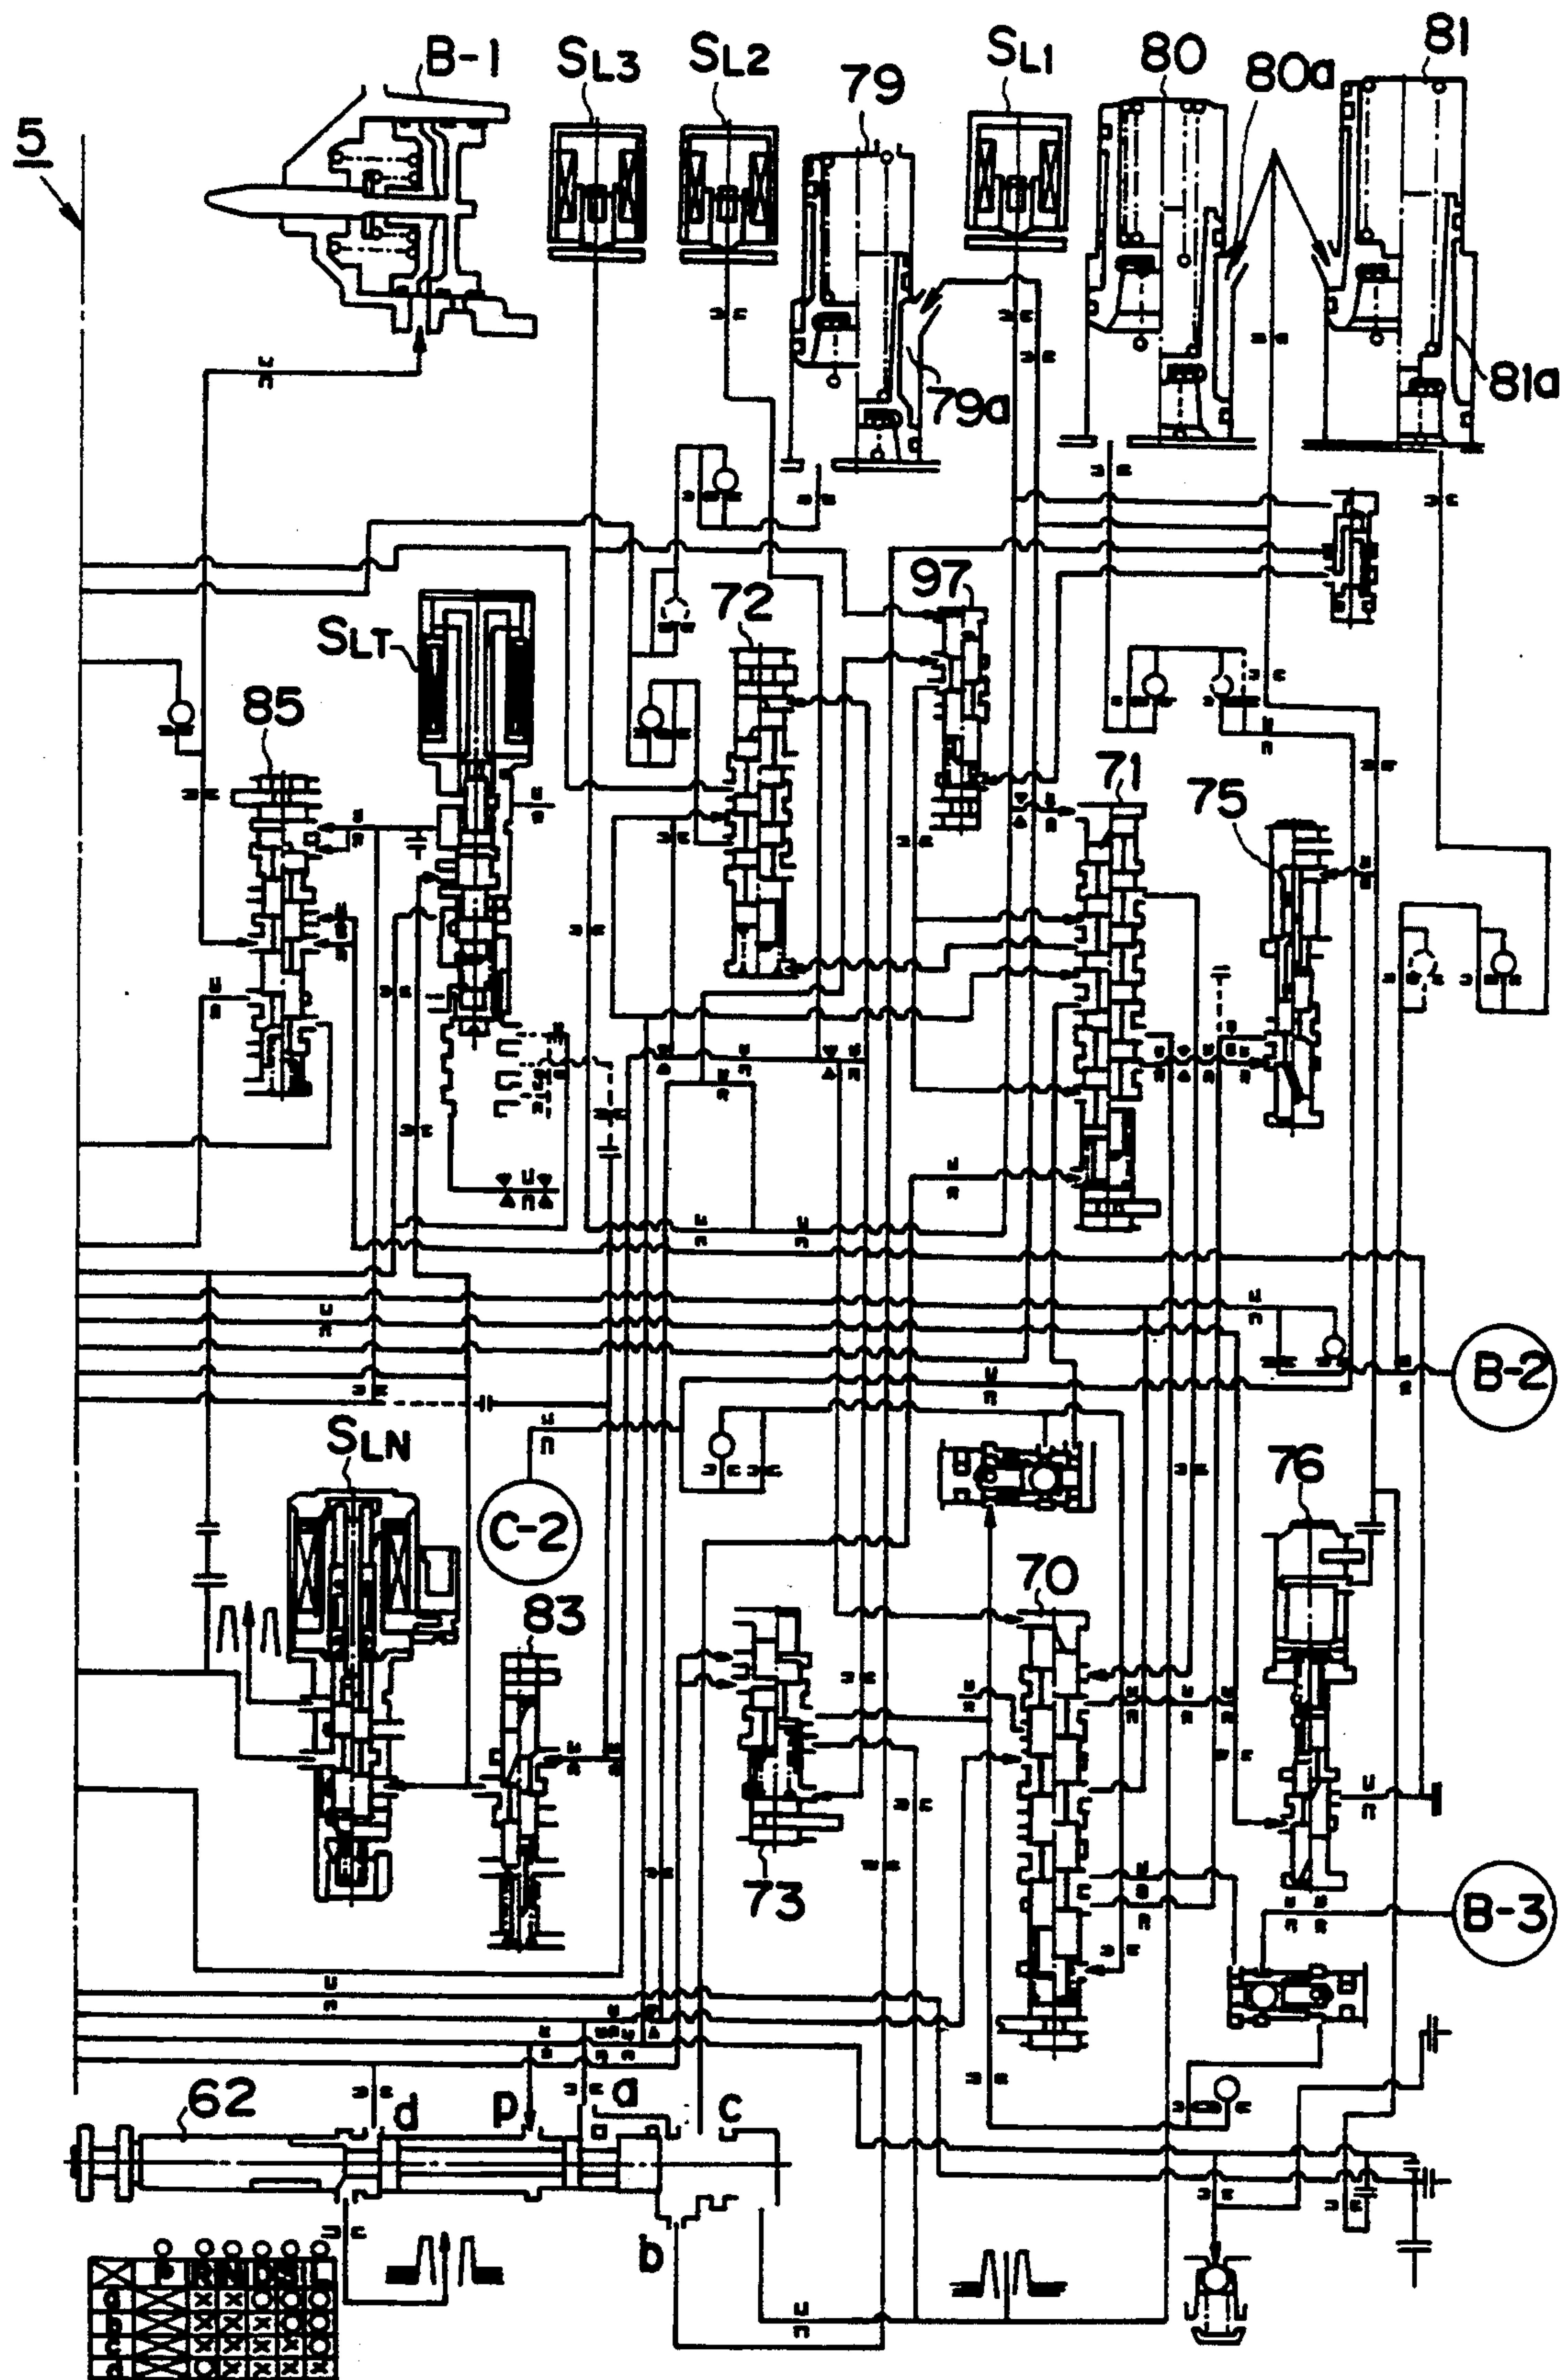 5
B-1
SL3
SL2
79
SL1
80
80a
81
79a
81a
SLT
72
97
85
71
75
B-2
SLN
C-2
76
83
70
73
B-3
62
d
p
a
c
b
P R N D S L
a X X O O O
b X X X O O
c X X X X O
d O X X X X